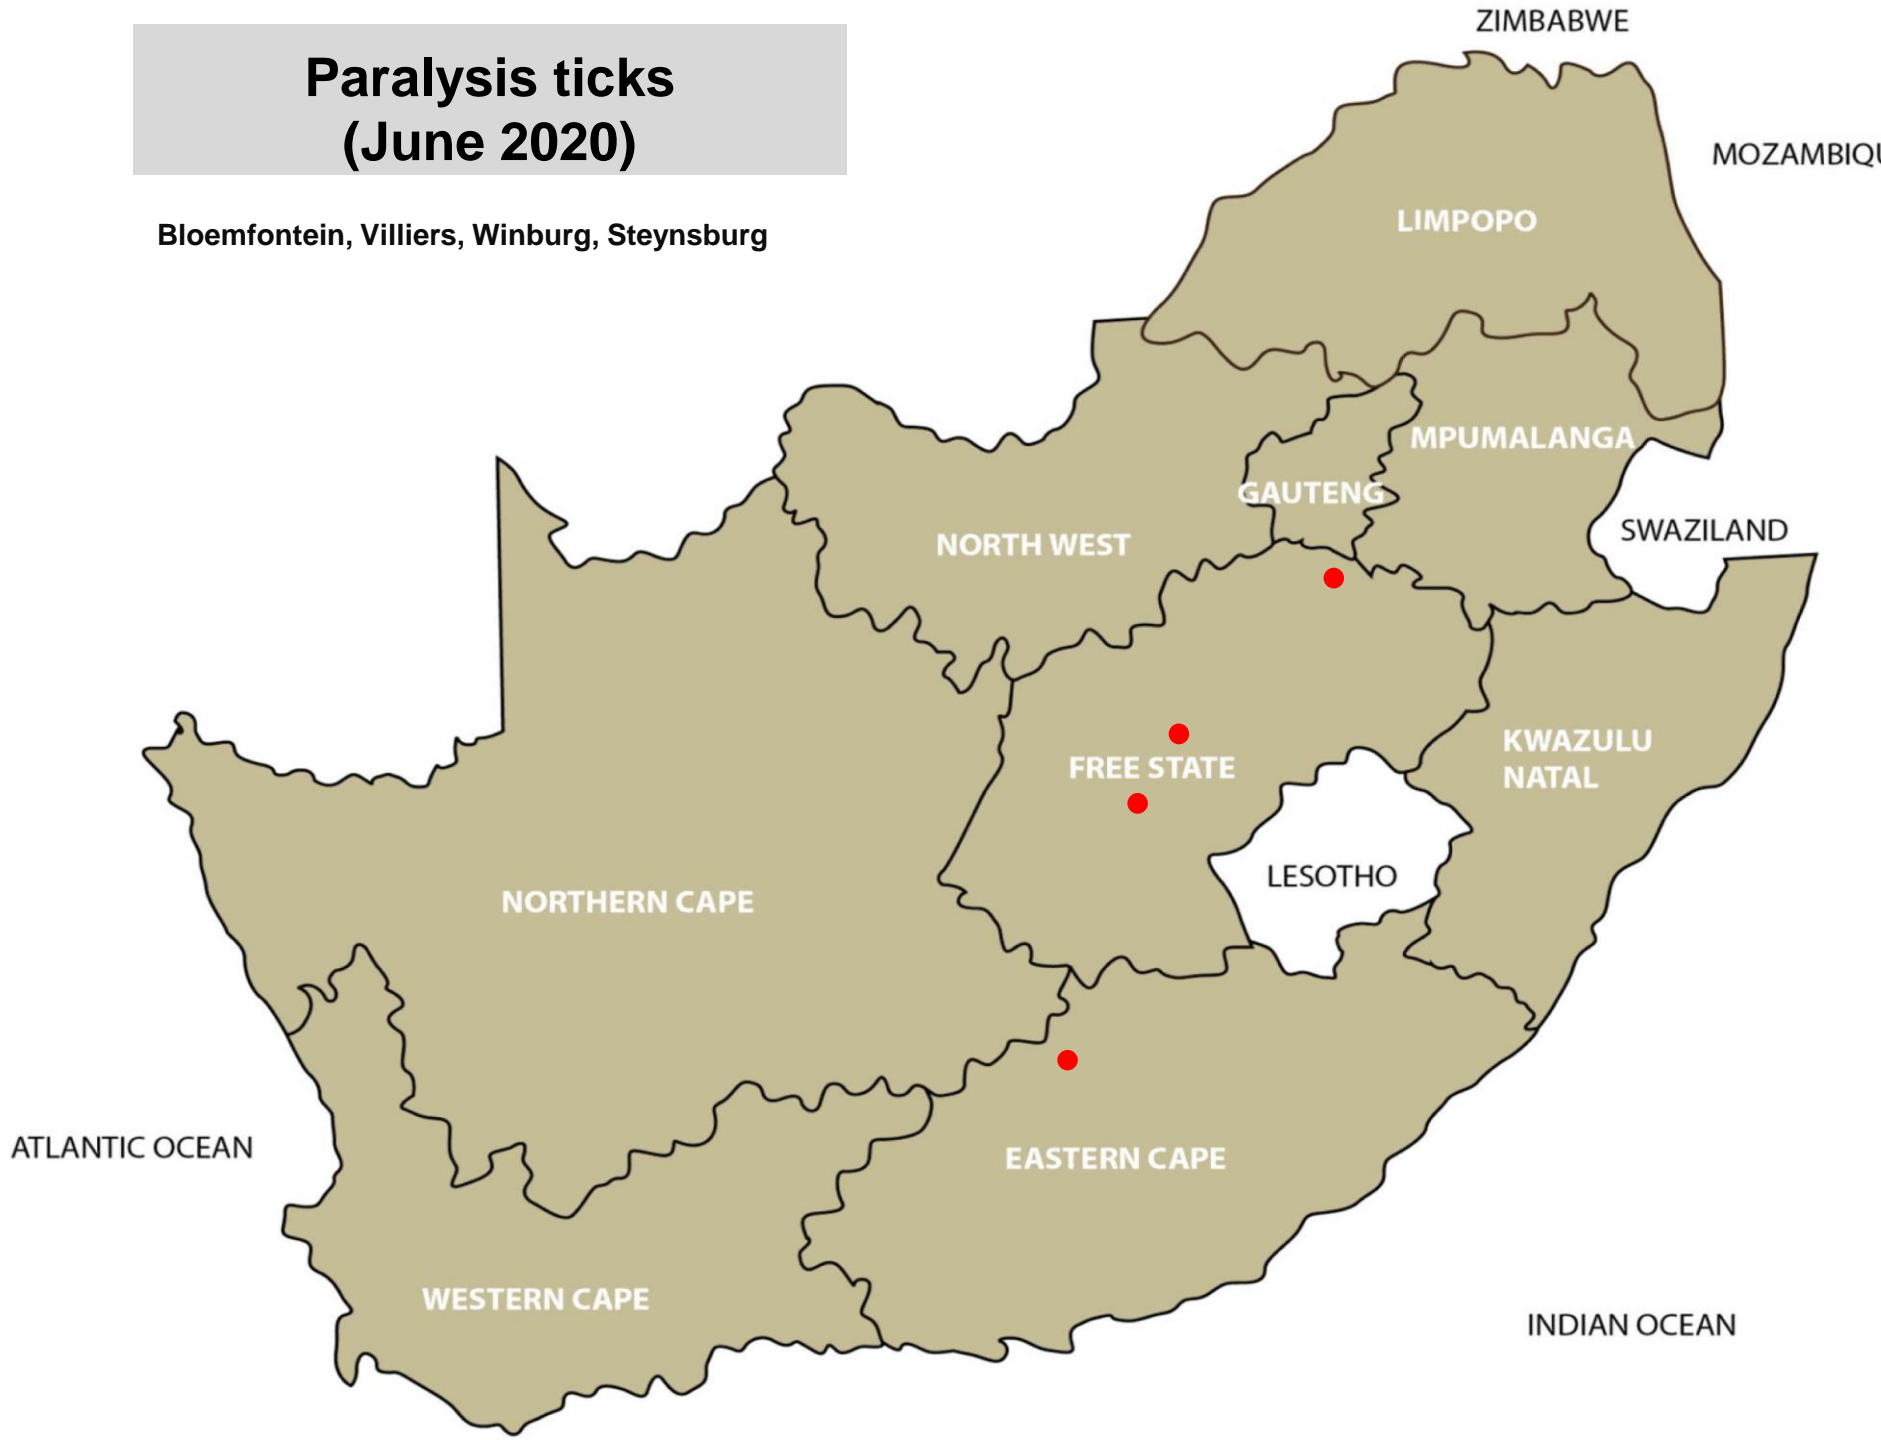 Paralysis ticks
(June 2020)
Bloemfontein, Villiers, Winburg, Steynsburg
ZIMBABWE
MOZAMBIQU
LIMPOPO
MPUMALANGA
GAUTENG
SWAZILAND
NORTH WEST
KWAZULU
NATAL
FREE STATE
LESOTHO
NORTHERN CAPE
ATLANTIC OCEAN
EASTERN CAPE
WESTERN CAPE
INDIAN OCEAN